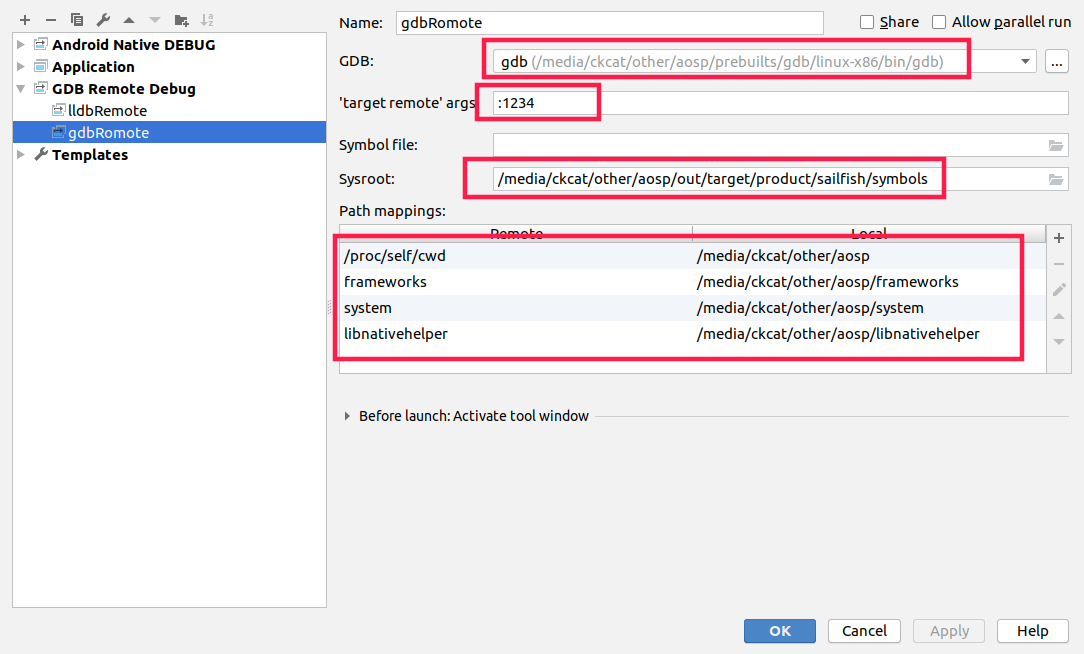 Name: gdbRomote Share Allow parallel run
Android Native DEBUG
Application
GDB Remote Debug
lldbRemote
gdbRomote
Templates
GDB: gdb (/media/ckcat/other/aosp/prebuilts/gdb/linux-x86/bin/gdb) ...
'target remote' args :1234
Symbol file:
Sysroot: /media/ckcat/other/aosp/out/target/product/sailfish/symbols
Path mappings:
Remote Local
/proc/self/cwd /media/ckcat/other/aosp
frameworks /media/ckcat/other/aosp/frameworks
system /media/ckcat/other/aosp/system
libnativehelper /media/ckcat/other/aosp/libnativehelper
Before launch: Activate tool window
OK Cancel Apply Help